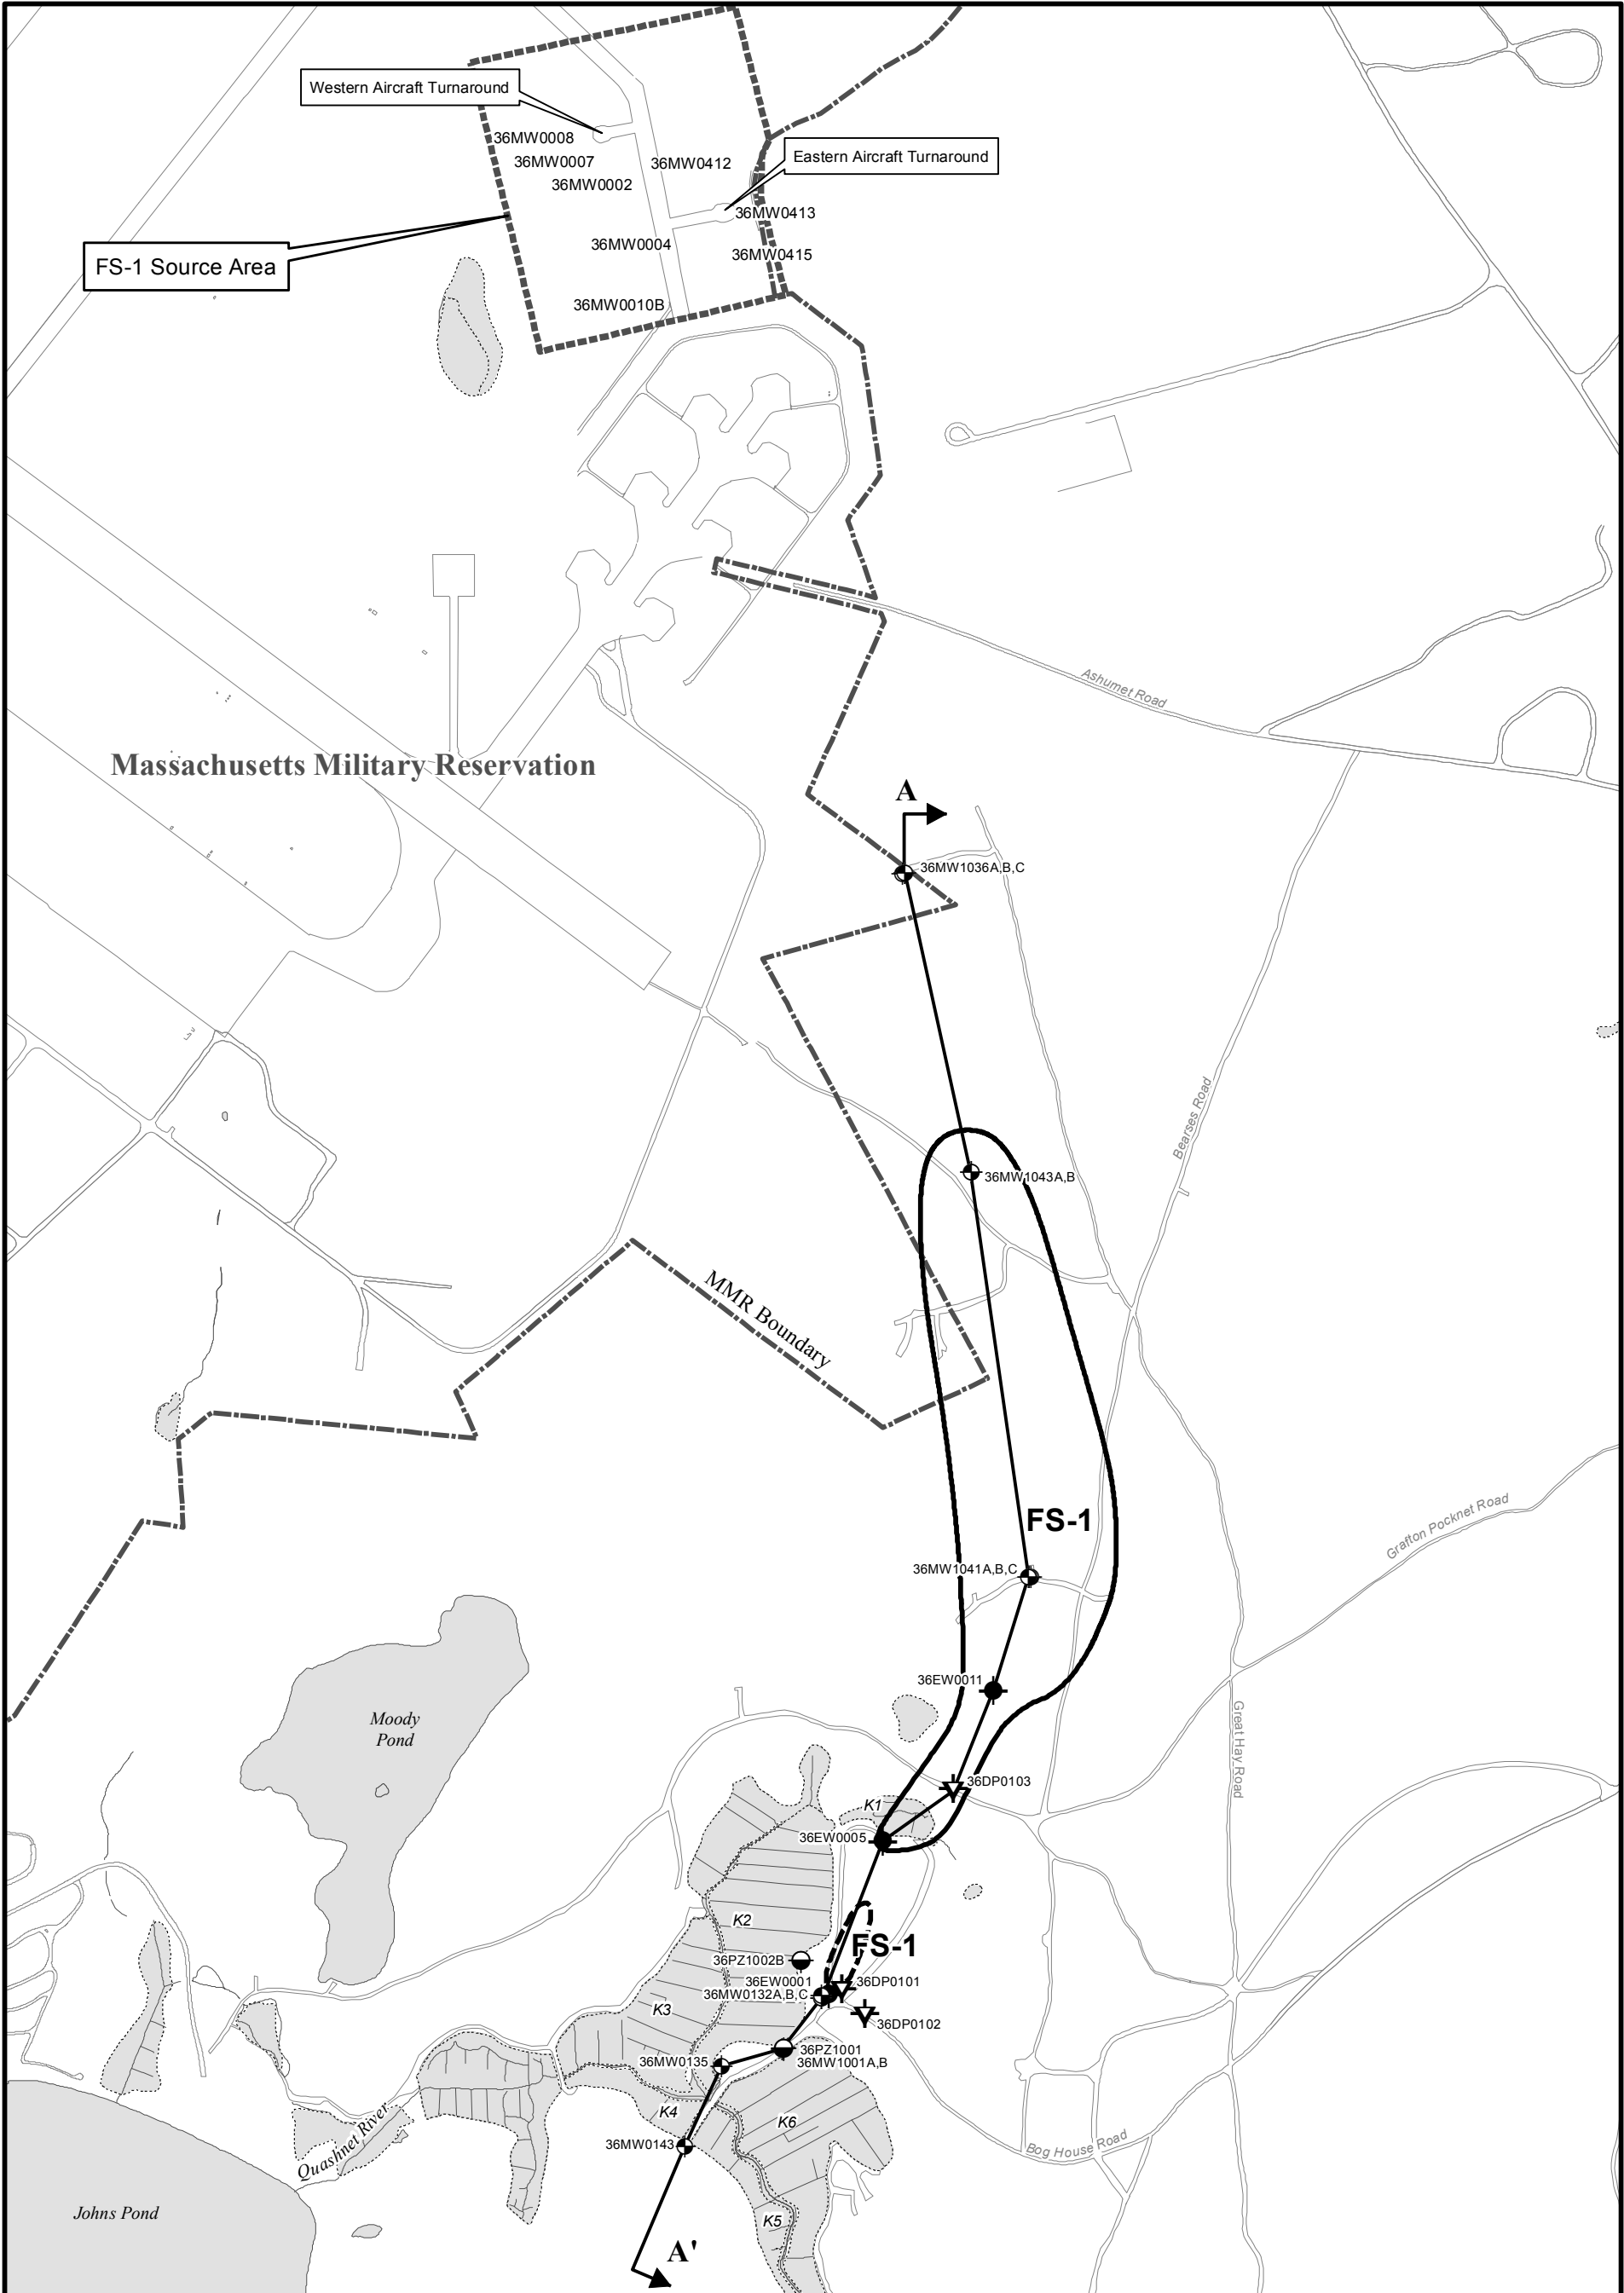 Western Aircraft Turnaround
36MW0008
Eastern Aircraft Turnaround
36MW0007
36MW0412
36MW0002
36MW0413
36MW0004
36MW0415
FS-1 Source Area
36MW0010B
Ashumet Road
Massachusetts Military Reservation
A
36MW1036A,B,C
Bearses Road
36MW1043A,B
MMR Boundary
FS-1
Grafton Pocknet Road
36MW1041A,B,C
36EW0011
Moody
Pond
Great Hay Road
36DP0103
K1
36EW0005
K2
FS-1
36PZ1002B
36EW0001
36DP0101
36MW0132A,B,C
K3
36DP0102
36PZ1001
36MW1001A,B
36MW0135
K4
K6
Quashnet River
36MW0143
Bog House Road
Johns Pond
K5
A'